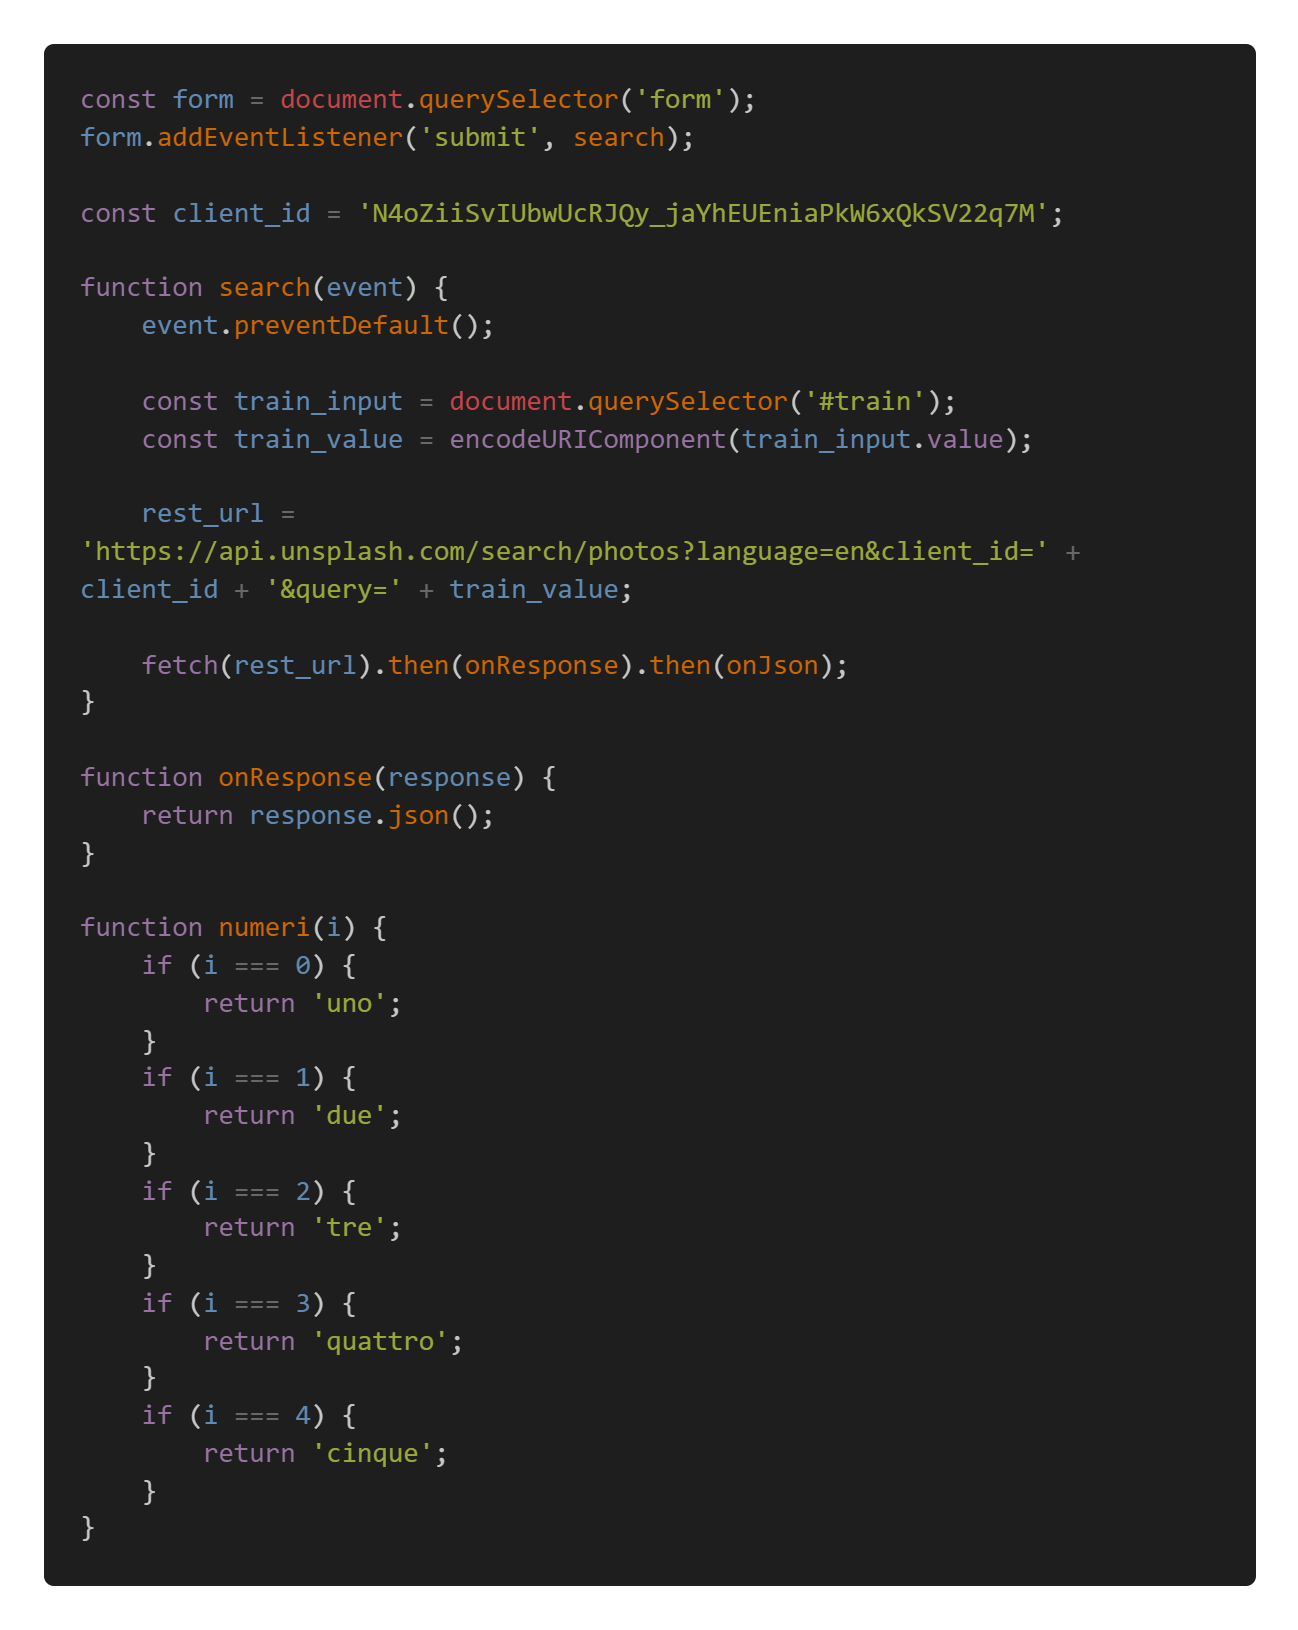 const form = document.querySelector('form');
form.addEventListener('submit', search);
const client_id = 'N4oZiiSvIUbwUcRJQy_jaYhEUEniaPkW6xQkSV22q7M';
function search(event) {
    event.preventDefault();
    const train_input = document.querySelector('#train');
    const train_value = encodeURIComponent(train_input.value);
    rest_url =
'https://api.unsplash.com/search/photos?language=en&client_id=' +
client_id + '&query=' + train_value;
    fetch(rest_url).then(onResponse).then(onJson);
}
function onResponse(response) {
    return response.json();
}
function numeri(i) {
    if (i === 0) {
        return 'uno';
    }
    if (i === 1) {
        return 'due';
    }
    if (i === 2) {
        return 'tre';
    }
    if (i === 3) {
        return 'quattro';
    }
    if (i === 4) {
        return 'cinque';
    }
}